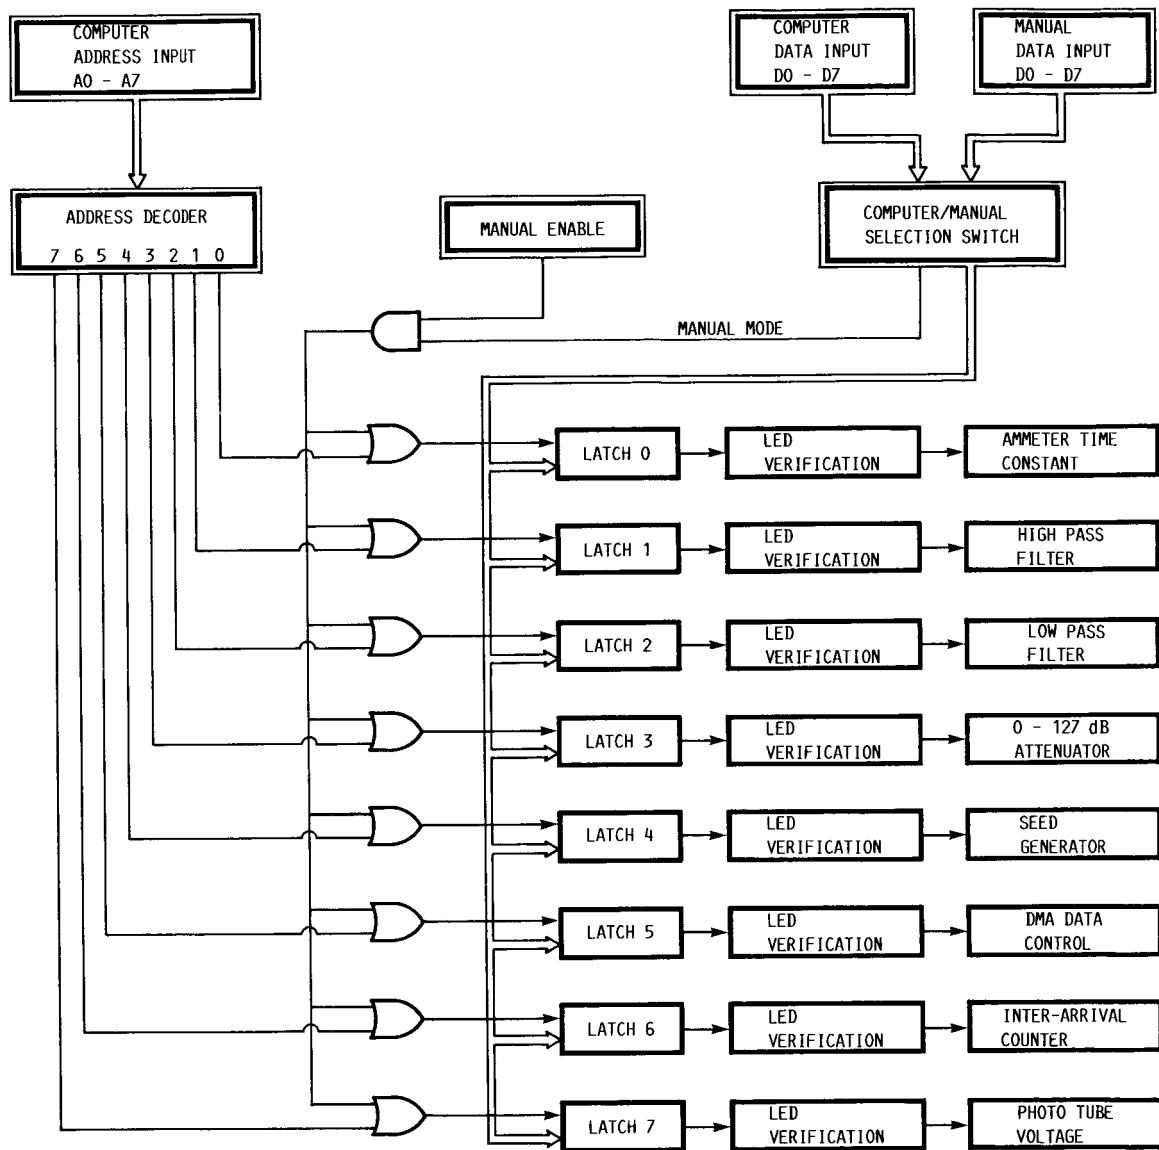 COMPUTER
ADDRESS INPUT
A0 - A7
COMPUTER
DATA INPUT
D0 - D7
MANUAL
DATA INPUT
D0 - D7
ADDRESS DECODER
7 6 5 4 3 2 1 0
MANUAL ENABLE
COMPUTER/MANUAL
SELECTION SWITCH
MANUAL MODE
LATCH 0
LED
VERIFICATION
AMMETER TIME
CONSTANT
LATCH 1
LED
VERIFICATION
HIGH PASS
FILTER
LATCH 2
LED
VERIFICATION
LOW PASS
FILTER
LATCH 3
LED
VERIFICATION
0 - 127 dB
ATTENUATOR
LATCH 4
LED
VERIFICATION
SEED
GENERATOR
LATCH 5
LED
VERIFICATION
DMA DATA
CONTROL
LATCH 6
LED
VERIFICATION
INTER-ARRIVAL
COUNTER
LATCH 7
LED
VERIFICATION
PHOTO TUBE
VOLTAGE